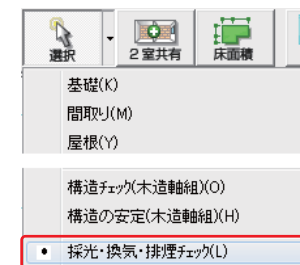 選択
2室共有
床面積
基礎(K)
間取り(M)
屋根(Y)
構造チェック(木造軸組)(O)
構造の安定(木造軸組)(H)
採光・換気・排煙チェック(L)